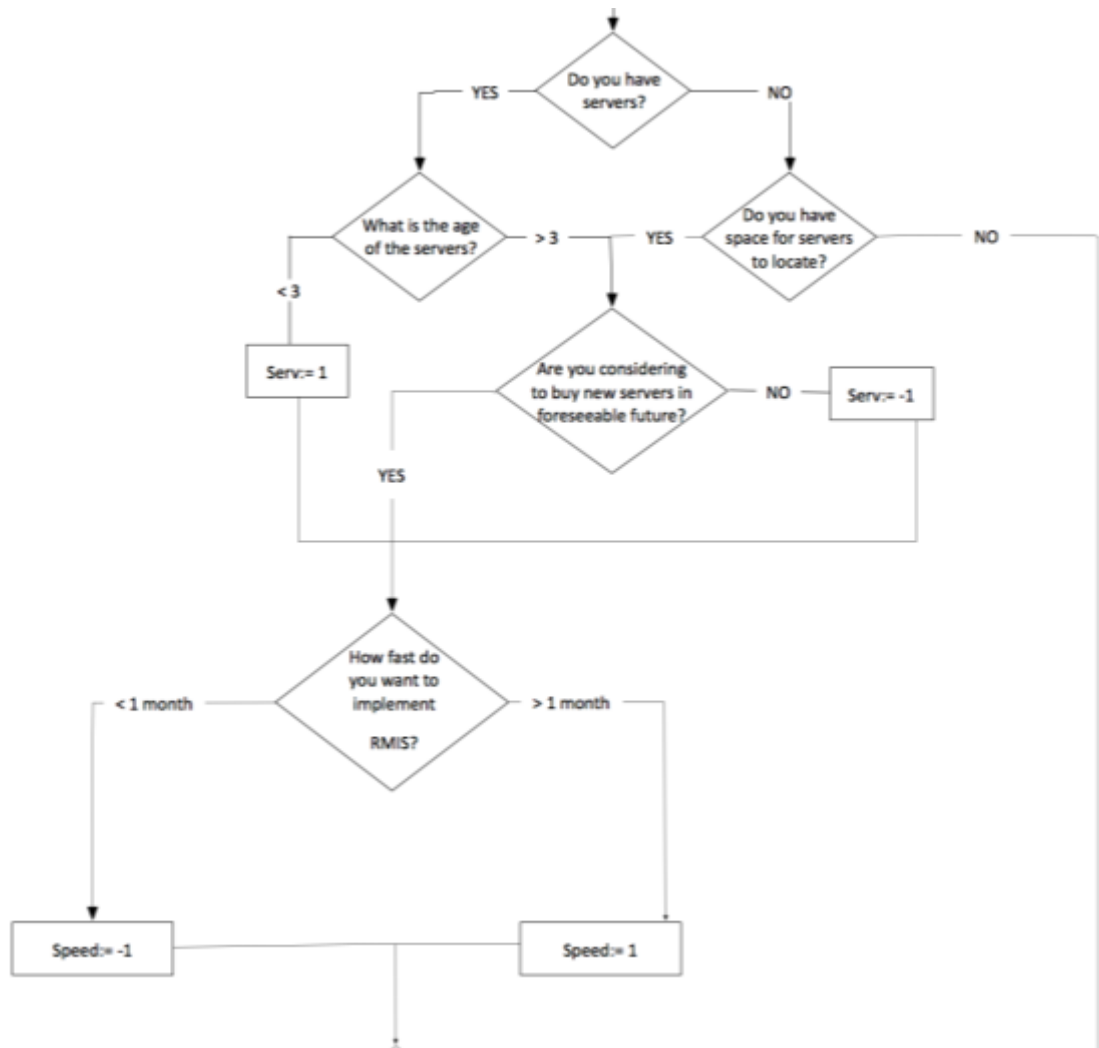 Do you have
servers?
YES
NO
What is the age
of the servers?
> 3
YES
Do you have
space for servers
to locate?
NO
< 3
Serv:= 1
Are you considering
to buy new servers in
foreseeable future?
NO
Serv:= -1
YES
How fast do
you want to
implement
RMIS?
< 1 month
> 1 month
Speed:= -1
Speed:= 1